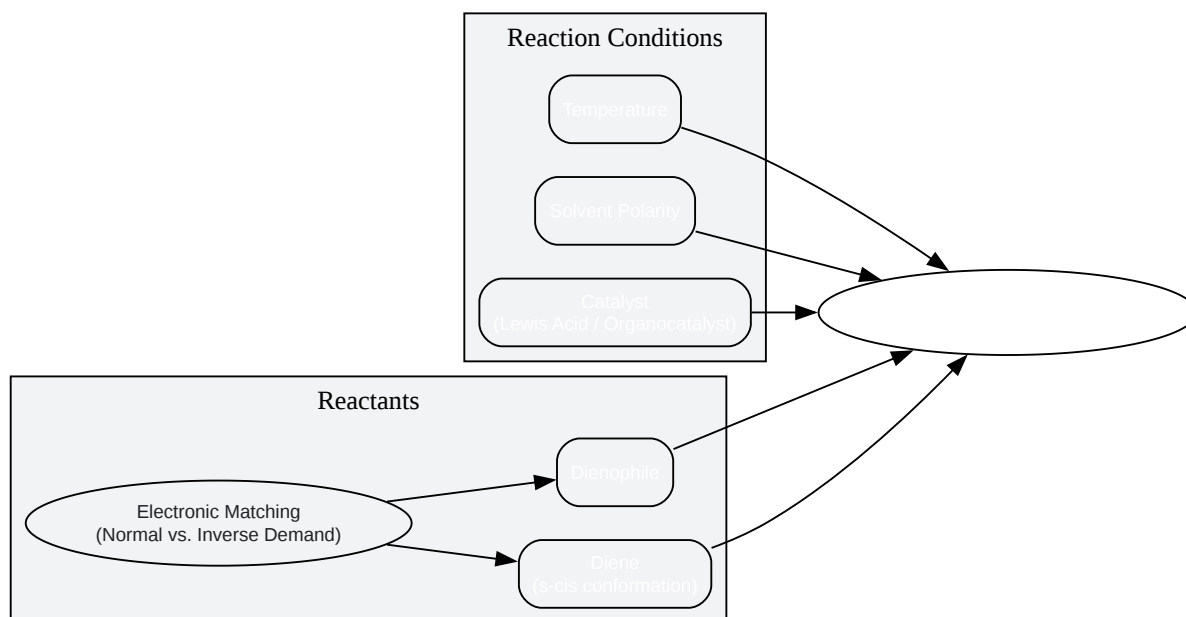 Reaction Conditions
Temperature
Solvent Polarity
Catalyst
(Lewis Acid / Organocatalyst)
Reactants
Electronic Matching
(Normal vs. Inverse Demand)
Dienophile
Diene
(s-cis conformation)